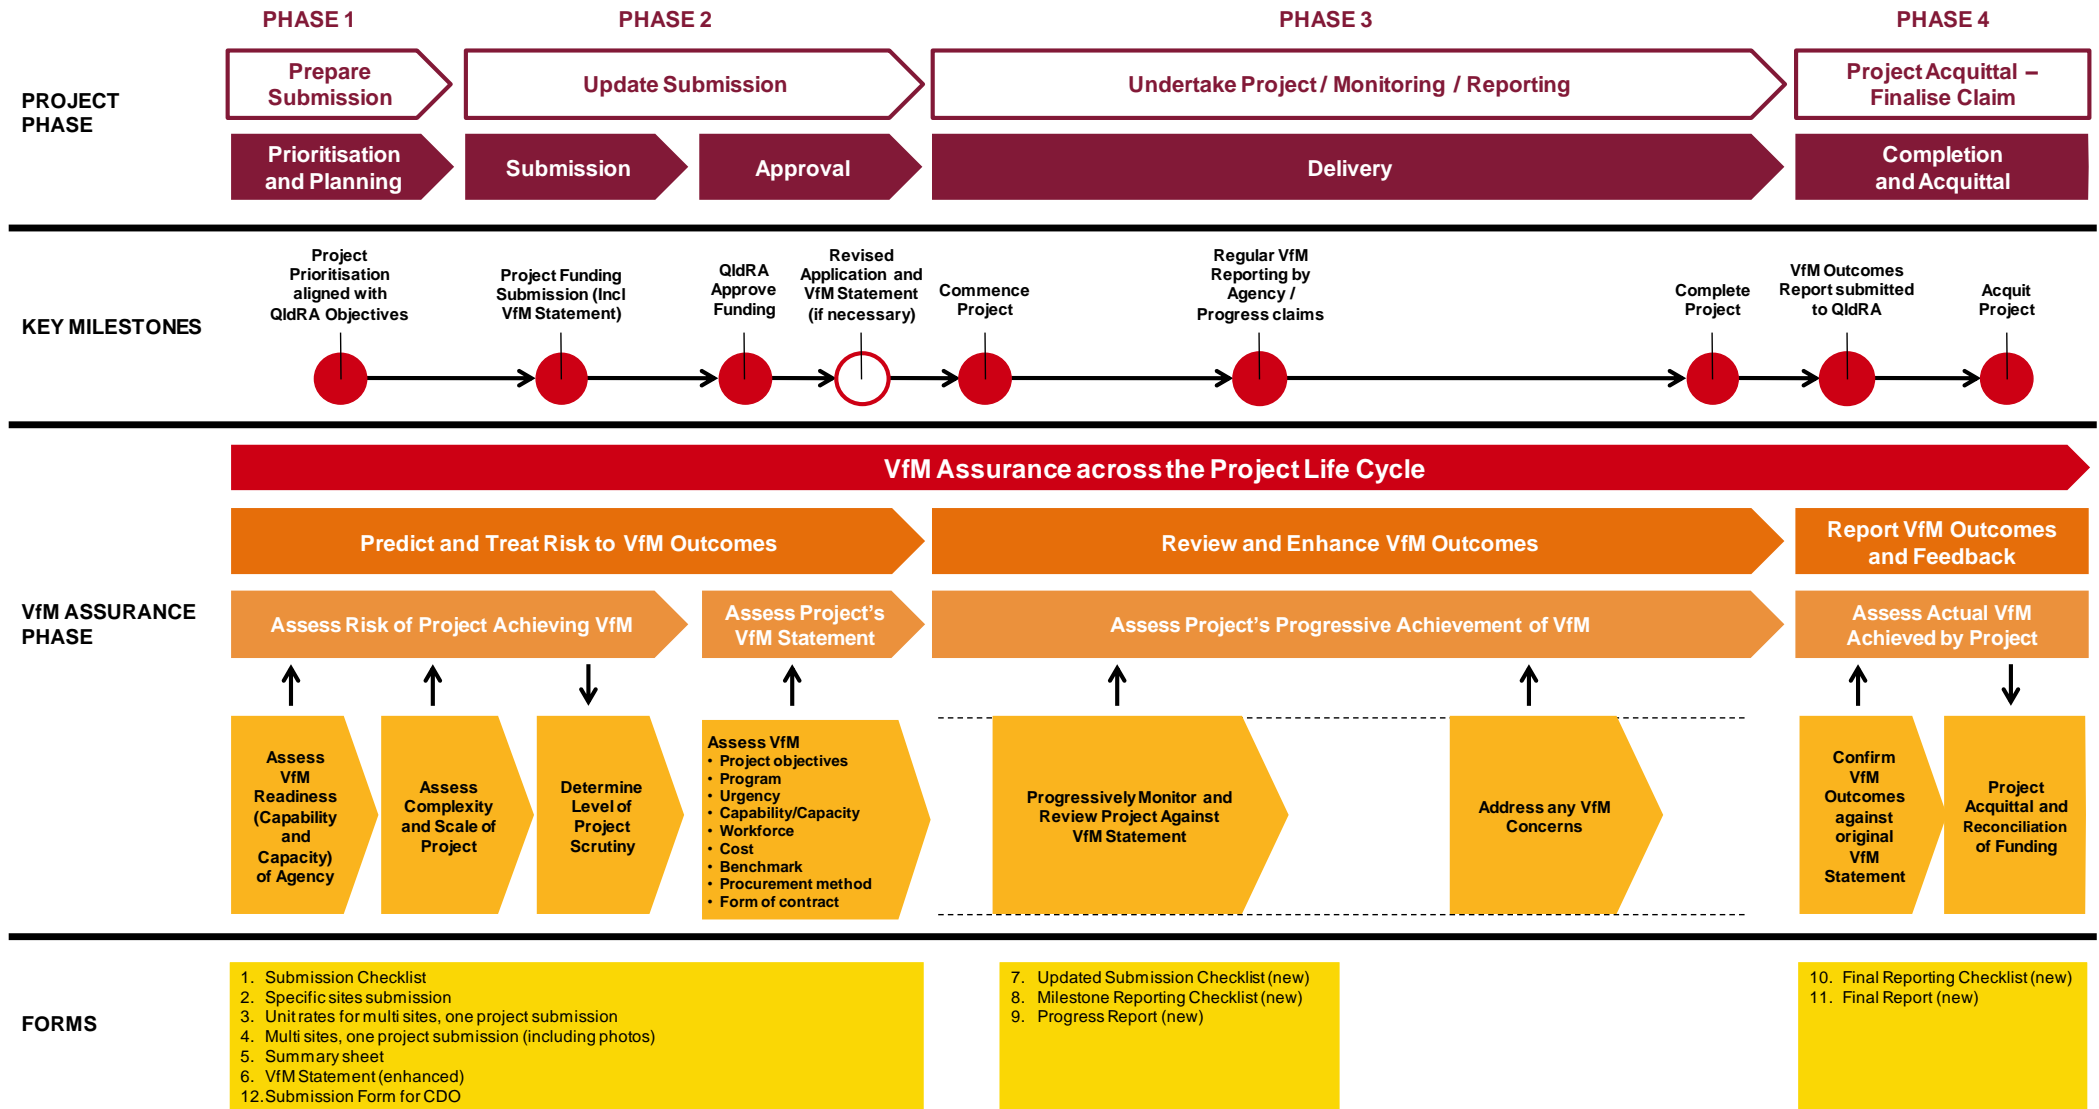 PHASE 1
PHASE 2
PHASE 3
PHASE 4
PROJECT
PHASE
Prepare
Submission
Update Submission
Undertake Project / Monitoring / Reporting
Project Acquittal –
Finalise Claim
Prioritisation
and Planning
Submission
Approval
Delivery
Completion
and Acquittal
KEY MILESTONES
Project
Prioritisation
aligned with
QldRA Objectives
Project Funding
Submission (Incl
VfM Statement)
QldRA
Approve
Funding
Revised
Application and
VfM Statement
(if necessary)
Commence
Project
Regular VfM
Reporting by
Agency /
Progress claims
Complete
Project
VfM Outcomes
Report submitted
to QldRA
Acquit
Project
VfM ASSURANCE
PHASE
VfM Assurance across the Project Life Cycle
Predict and Treat Risk to VfM Outcomes
Review and Enhance VfM Outcomes
Report VfM Outcomes
and Feedback
Assess Risk of Project Achieving VfM
Assess Project's
VfM Statement
Assess Project's Progressive Achievement of VfM
Assess Actual VfM
Achieved by Project
Assess
VfM
Readiness
(Capability
and
Capacity)
of Agency
Assess
Complexity
and Scale of
Project
Determine
Level of
Project
Scrutiny
Assess VfM
• Project objectives
• Program
• Urgency
• Capability/Capacity
• Workforce
• Cost
• Benchmark
• Procurement method
• Form of contract
Progressively Monitor and
Review Project Against
VfM Statement
Address any VfM
Concerns
Confirm
VfM
Outcomes
against
original
VfM
Statement
Project
Acquittal and
Reconciliation
of Funding
FORMS
1. Submission Checklist
2. Specific sites submission
3. Unit rates for multi sites, one project submission
4. Multi sites, one project submission (including photos)
5. Summary sheet
6. VfM Statement (enhanced)
12. Submission Form for CDO
7. Updated Submission Checklist (new)
8. Milestone Reporting Checklist (new)
9. Progress Report (new)
10. Final Reporting Checklist (new)
11. Final Report (new)